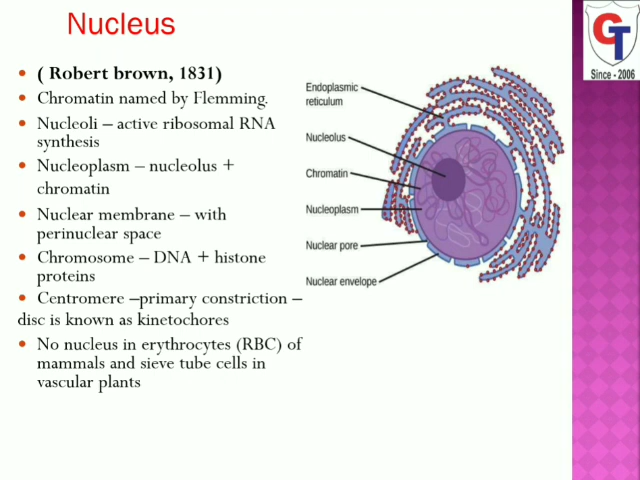 Nucleus
GT
Since - 2006
• ( Robert brown, 1831)
• Chromatin named by Flemming.
• Nucleoli – active ribosomal RNA
synthesis
• Nucleoplasm – nucleolus +
chromatin
• Nuclear membrane – with
perinuclear space
• Chromosome – DNA + histone
proteins
• Centromere –primary constriction –
disc is known as kinetochores
• No nucleus in erythrocytes (RBC) of
mammals and sieve tube cells in
vascular plants
Endoplasmic
reticulum
Nucleolus
Chromatin
Nucleoplasm
Nuclear pore
Nuclear envelope